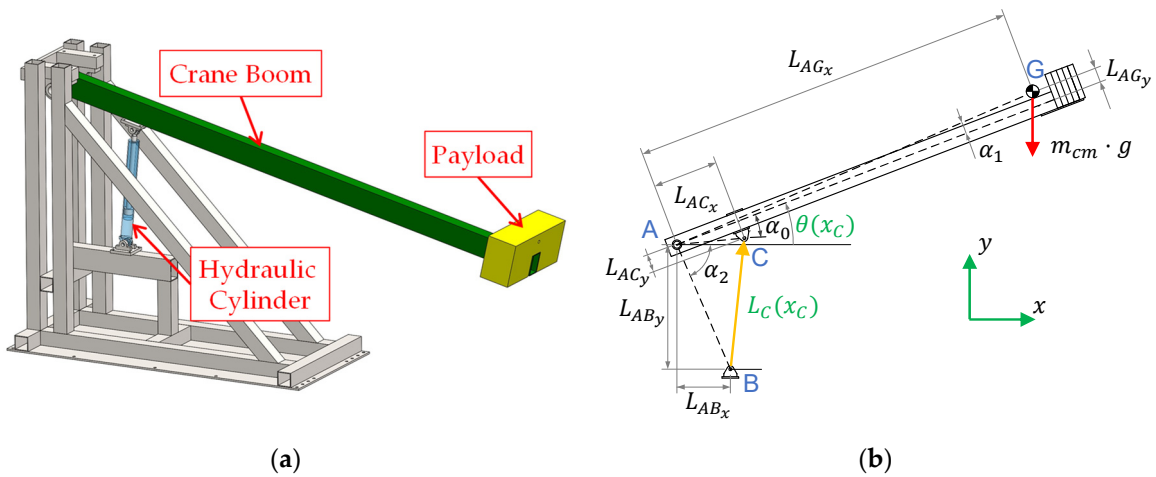 Crane Boom
Payload
Hydraulic
Cylinder
(a)
L_{AG_x}
G
L_{AG_y}
α_1
m_{cm} · g
L_{AC_x}
A
α_0
θ(x_C)
C
L_{AC_y}
α_2
L_{AB_y}
L_C(x_C)
B
L_{AB_x}
y
x
(b)